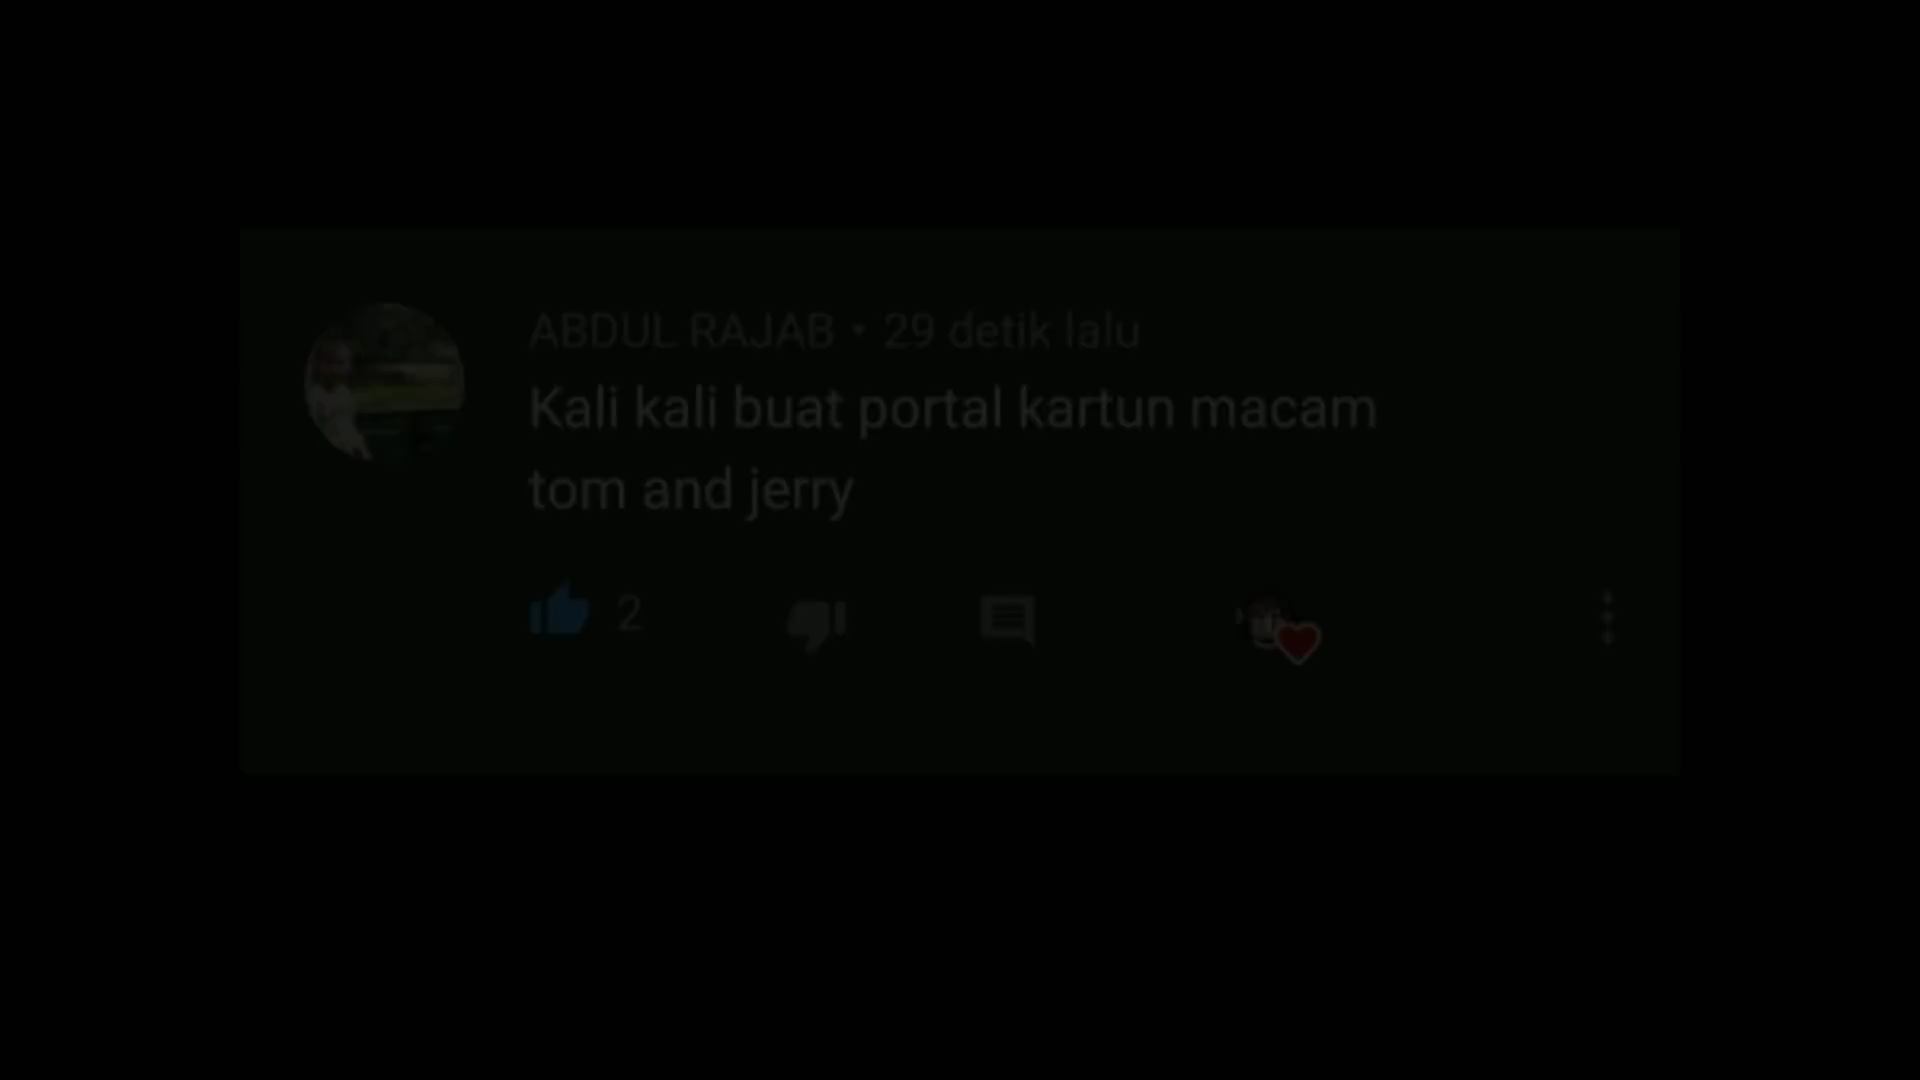 ABDUL RAJAB • 29 detik lalu
Kali kali buat portal kartun macam
tom and jerry
2